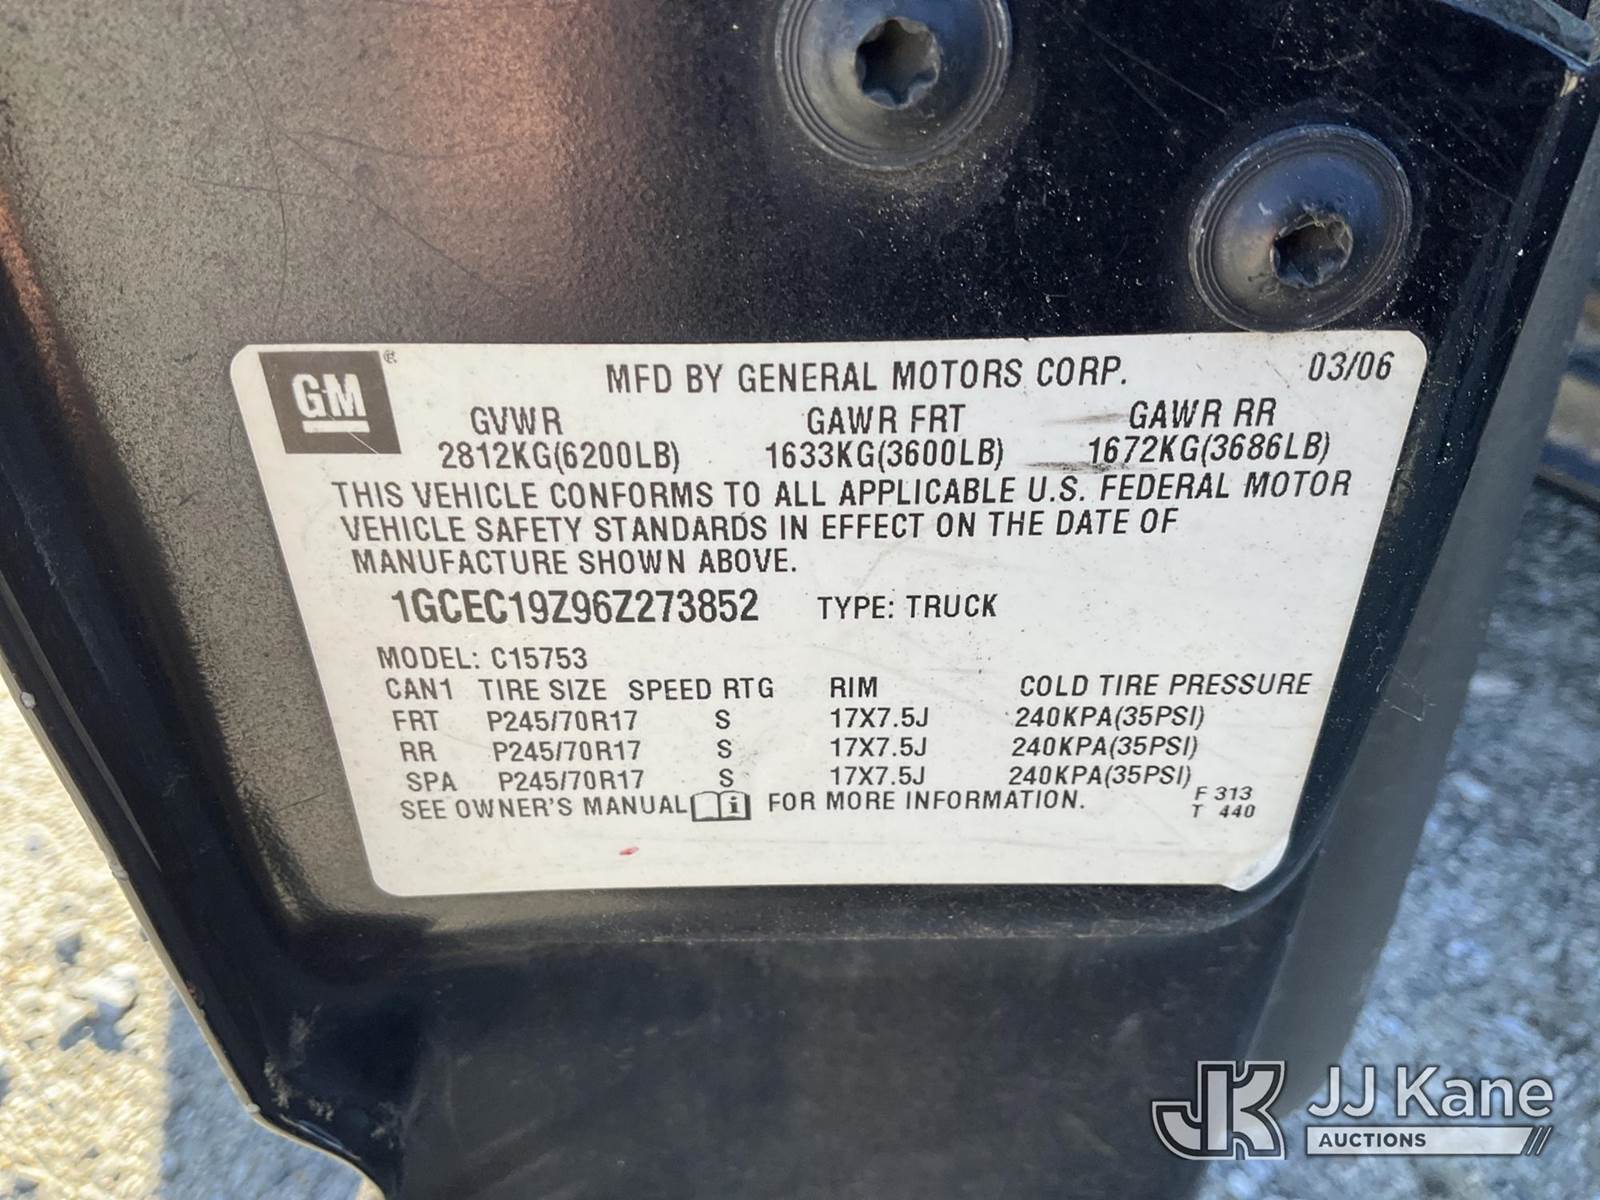 GM®
MFD BY GENERAL MOTORS CORP. 03/06
GVWR GAWR FRT GAWR RR
2812KG(6200LB) 1633KG(3600LB) 1672KG(3686LB)
THIS VEHICLE CONFORMS TO ALL APPLICABLE U.S. FEDERAL MOTOR
VEHICLE SAFETY STANDARDS IN EFFECT ON THE DATE OF
MANUFACTURE SHOWN ABOVE.
1GCEC19Z96Z273852 TYPE: TRUCK
MODEL: C15753
CAN1 TIRE SIZE SPEED RTG RIM COLD TIRE PRESSURE
FRT P245/70R17 S 17X7.5J 240KPA(35PSI)
RR P245/70R17 S 17X7.5J 240KPA(35PSI)
SPA P245/70R17 S 17X7.5J 240KPA(35PSI)
SEE OWNER'S MANUAL i FOR MORE INFORMATION.
F 313
T 440
JK JJ Kane
AUCTIONS